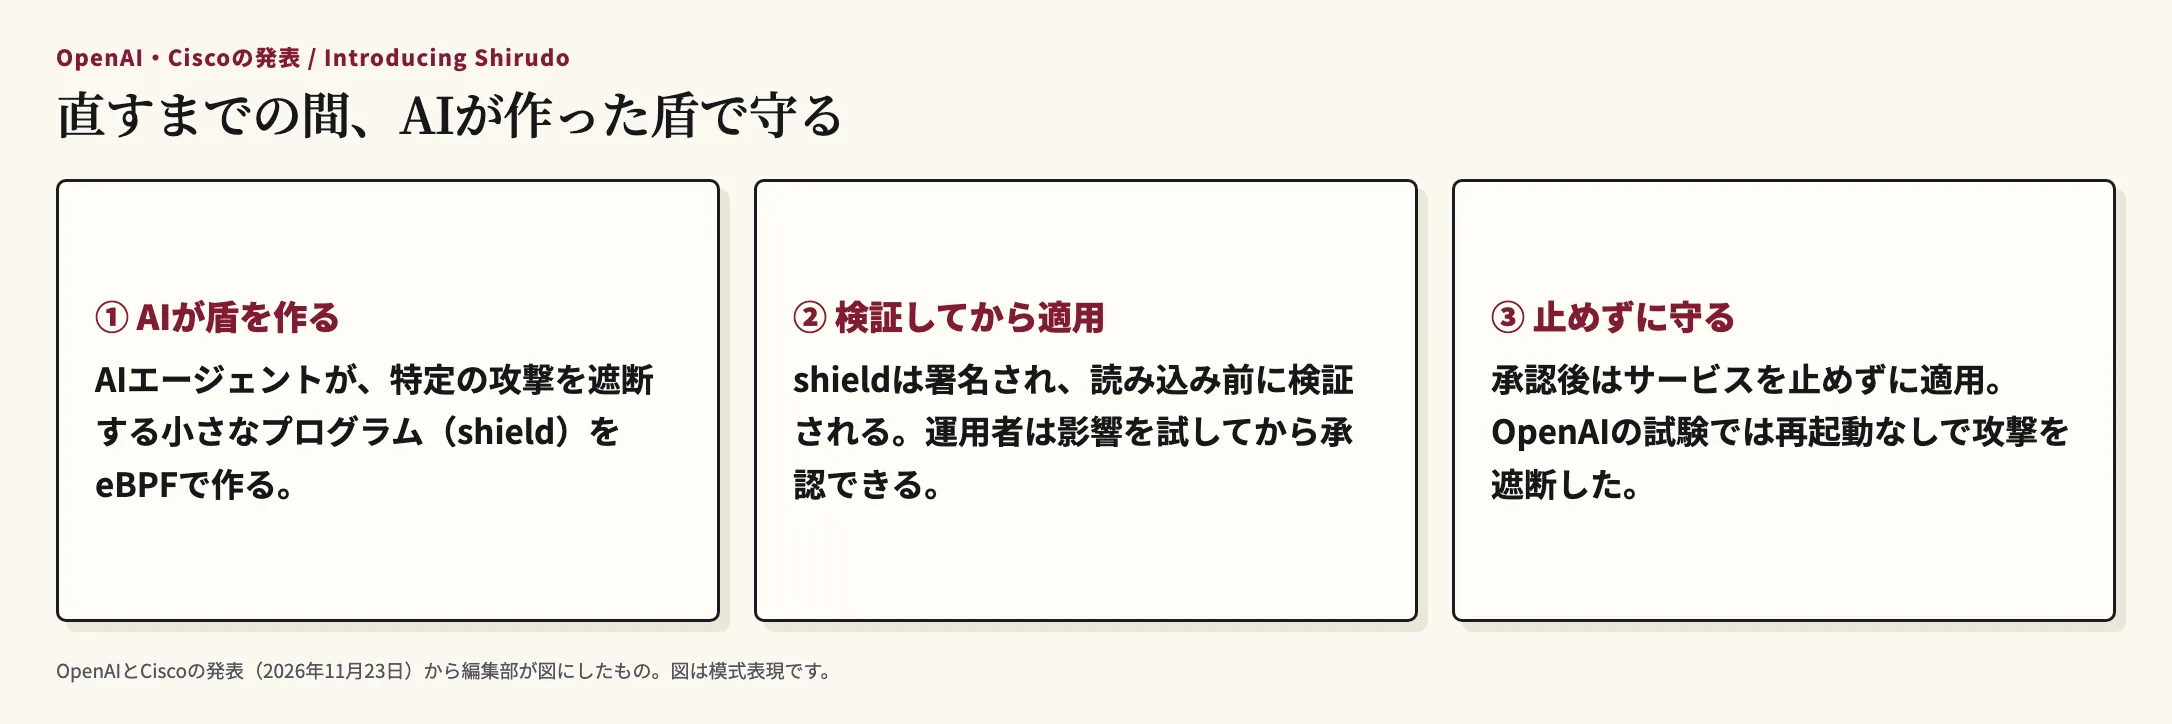 OpenAI・Ciscoの発表 / Introducing Shirudo
直すまでの間、AIが作った盾で守る
① AIが盾を作る
AIエージェントが、特定の攻撃を遮断
する小さなプログラム（shield）を
eBPFで作る。
② 検証してから適用
shieldは署名され、読み込み前に検証
される。運用者は影響を試してから承
認できる。
③ 止めずに守る
承認後はサービスを止めずに適用。
OpenAIの試験では再起動なしで攻撃を
遮断した。
OpenAIとCiscoの発表（2026年11月23日）から編集部が図にしたもの。図は模式表現です。